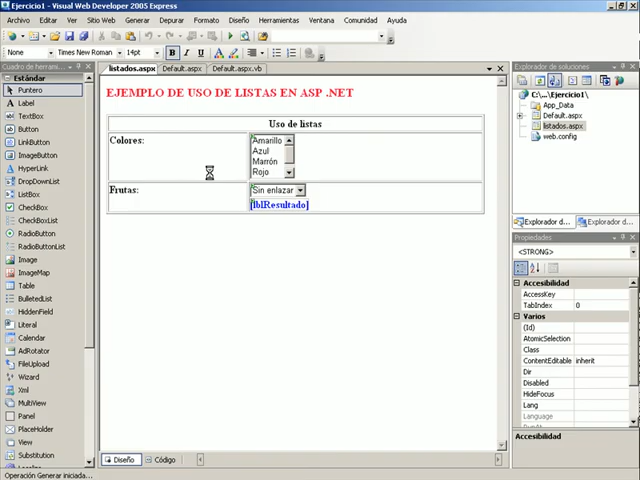 Ejercicio1 - Visual Web Developer 2005 Express
Archivo Editar Ver Sitio Web Generar Depurar Formato Diseño Herramientas Ventana Comunidad Ayuda
None Times New Roman 14pt B I U
Cuadro de herrami...
listados.aspx Default.aspx Default.aspx.vb
Explorador de soluciones
Estándar
Puntero
Label
TextBox
Button
LinkButton
ImageButton
HyperLink
DropDownList
ListBox
CheckBox
CheckBoxList
RadioButton
RadioButtonList
Image
ImageMap
Table
BulletedList
HiddenField
Literal
Calendar
AdRotator
FileUpload
Wizard
Xml
MultiView
Panel
PlaceHolder
View
Substitution
EJEMPLO DE USO DE LISTAS EN ASP .NET
Uso de listas
Colores:
Amarillo
Azul
Marrón
Rojo
Frutas:
Sin enlazar
[lblResultado]
Diseño Código
C:\...\Ejercicio1\
App_Data
Default.aspx
listados.aspx
web.config
Explorador d... Explorador d...
Propiedades
<STRONG>
Accesibilidad
AccessKey
TabIndex 0
Varios
(Id)
AtomicSelection
Class
ContentEditable inherit
Dir
Disabled
HideFocus
Lang
Language
Accesibilidad
Operación Generar iniciada...